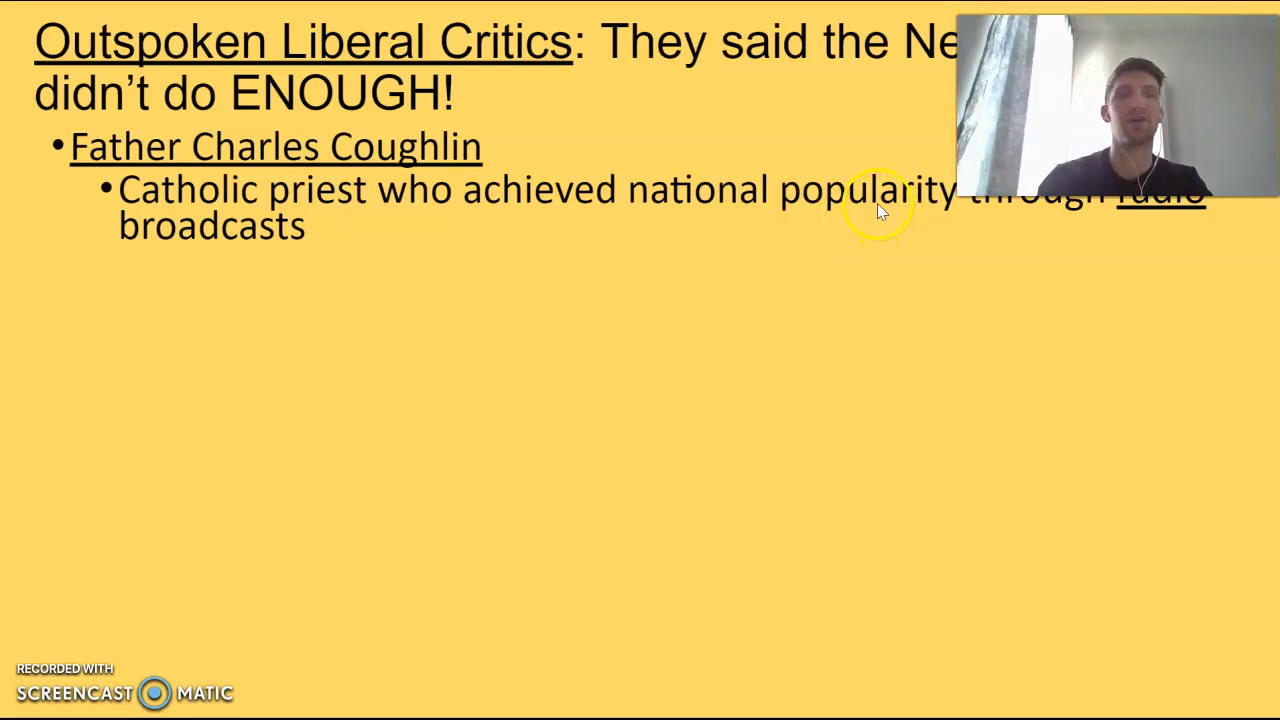 Outspoken Liberal Critics: They said the Ne
didn’t do ENOUGH!
•Father Charles Coughlin
•Catholic priest who achieved national popularity through radio
broadcasts
RECORDED WITH
SCREENCAST MATIC